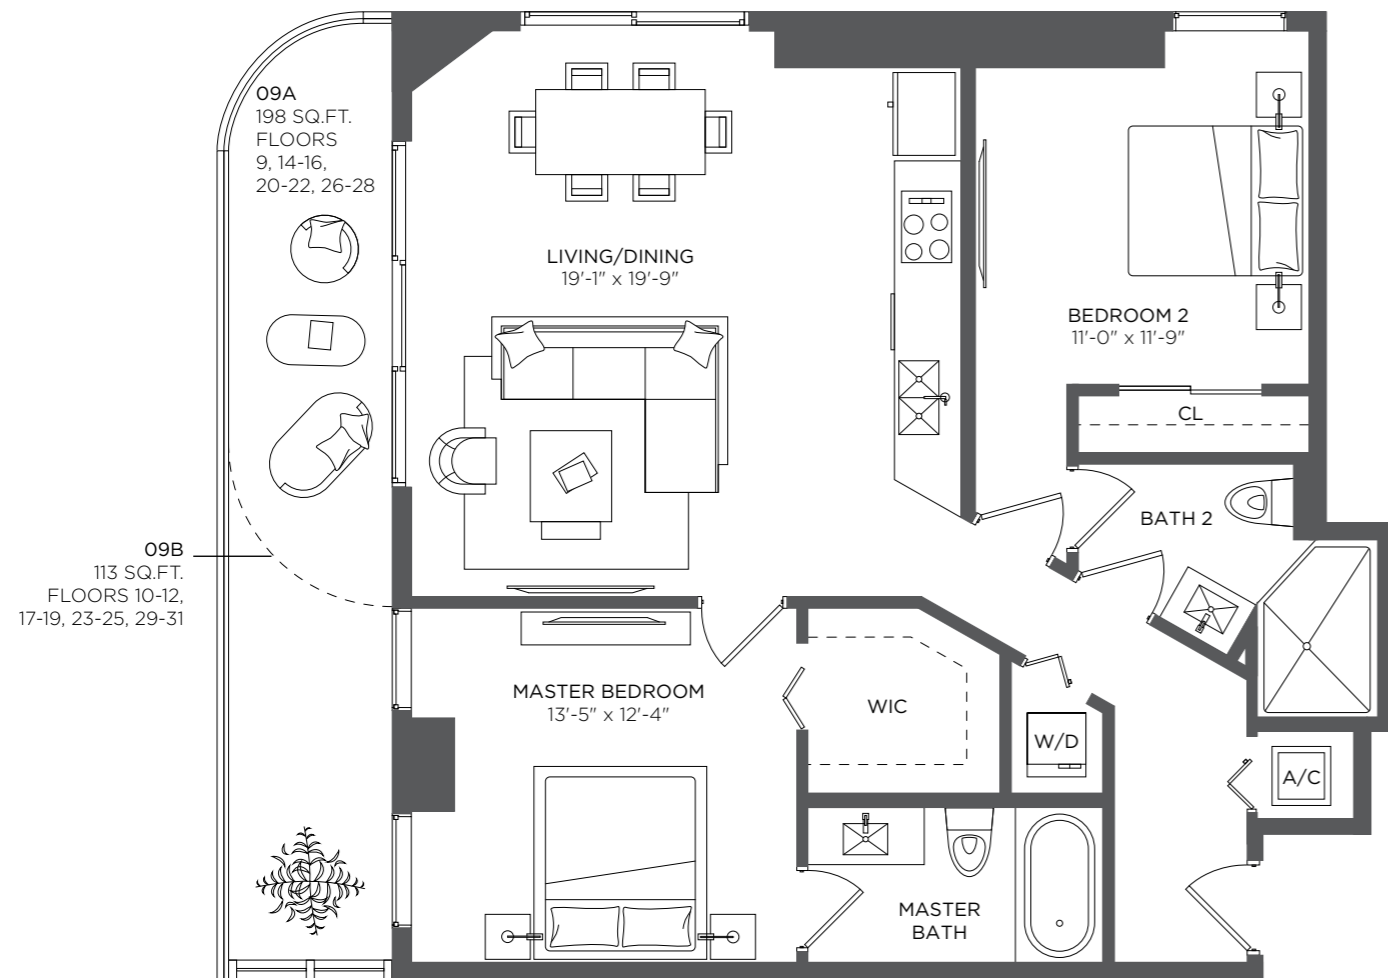 09A
198 SQ.FT.
FLOORS
9, 14-16,
20-22, 26-28
LIVING/DINING
19'-1" x 19'-9"
BEDROOM 2
11'-0" x 11'-9"
CL
BATH 2
09B
113 SQ.FT.
FLOORS 10-12,
17-19, 23-25, 29-31
MASTER BEDROOM
13'-5" x 12'-4"
WIC
W/D
A/C
MASTER
BATH